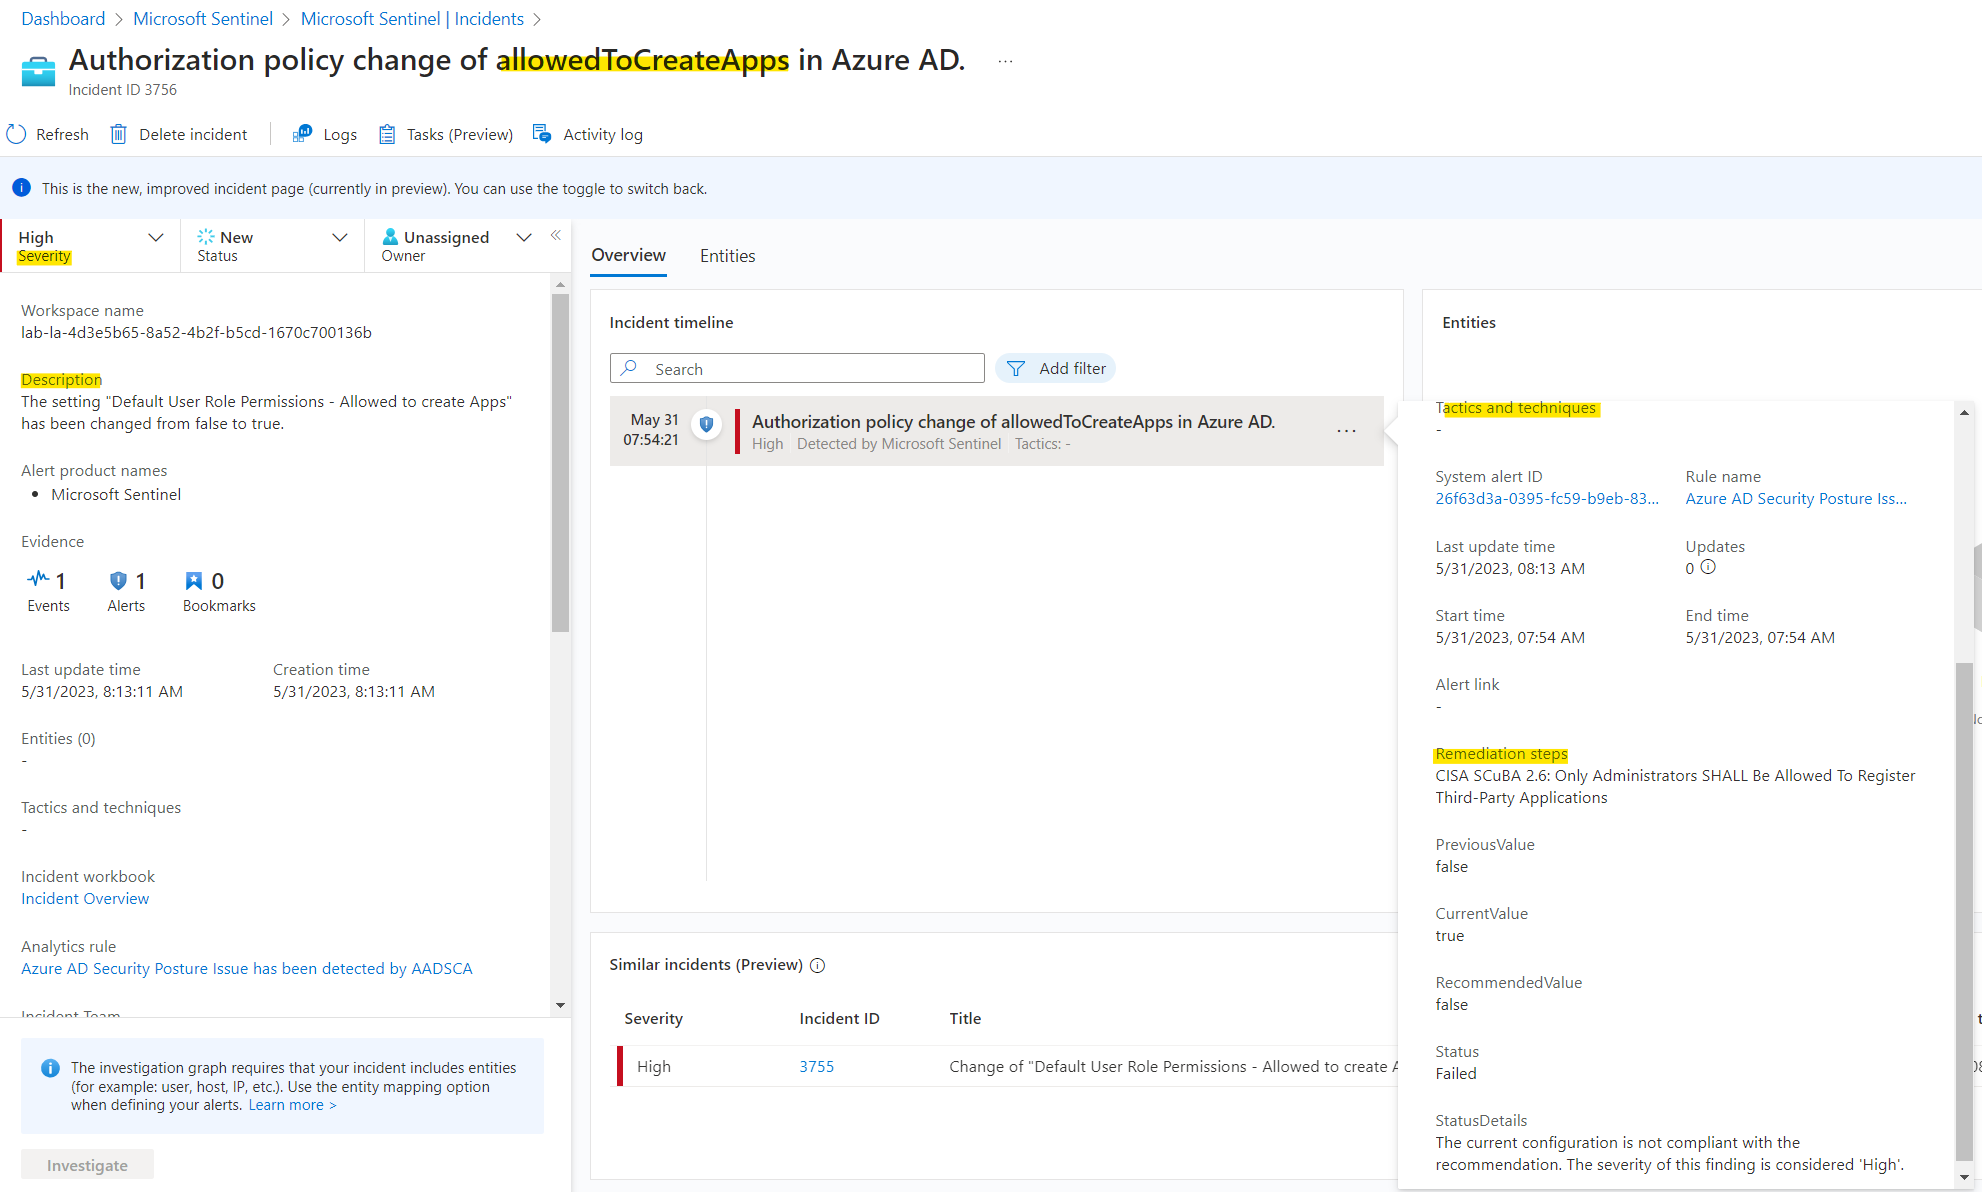 Dashboard > Microsoft Sentinel > Microsoft Sentinel | Incidents >
Authorization policy change of allowedToCreateApps in Azure AD. ...
Incident ID 3756
Refresh Delete incident Logs Tasks (Preview) Activity log
This is the new, improved incident page (currently in preview). You can use the toggle to switch back.
High
Severity
New
Status
Unassigned
Owner
«
Workspace name
lab-la-4d3e5b65-8a52-4b2f-b5cd-1670c700136b
Description
The setting "Default User Role Permissions - Allowed to create Apps"
has been changed from false to true.
Alert product names
• Microsoft Sentinel
Evidence
1 1 0
Events Alerts Bookmarks
Last update time Creation time
5/31/2023, 8:13:11 AM 5/31/2023, 8:13:11 AM
Entities (0)
-
Tactics and techniques
-
Incident workbook
Incident Overview
Analytics rule
Azure AD Security Posture Issue has been detected by AADSCA
Incident Team
The investigation graph requires that your incident includes entities
(for example: user, host, IP, etc.). Use the entity mapping option
when defining your alerts. Learn more >
Investigate
Overview Entities
Incident timeline
Search Add filter
May 31
07:54:21
Authorization policy change of allowedToCreateApps in Azure AD.
High Detected by Microsoft Sentinel Tactics: -
...
Similar incidents (Preview)
Severity Incident ID Title
High 3755 Change of "Default User Role Permissions - Allowed to create A
Entities
Tactics and techniques
-
System alert ID Rule name
26f63d3a-0395-fc59-b9eb-83... Azure AD Security Posture Iss...
Last update time Updates
5/31/2023, 08:13 AM 0
Start time End time
5/31/2023, 07:54 AM 5/31/2023, 07:54 AM
Alert link
-
Remediation steps
CISA SCuBA 2.6: Only Administrators SHALL Be Allowed To Register
Third-Party Applications
PreviousValue
false
CurrentValue
true
RecommendedValue
false
Status
Failed
StatusDetails
The current configuration is not compliant with the
recommendation. The severity of this finding is considered 'High'.